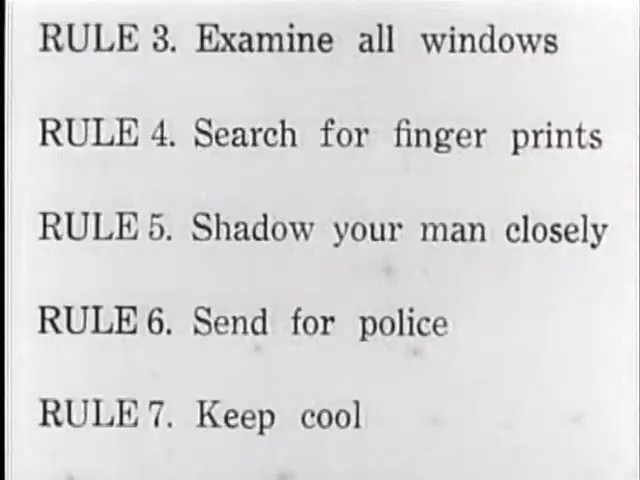 RULE 3. Examine all windows
RULE 4. Search for finger prints
RULE 5. Shadow your man closely
RULE 6. Send for police
RULE 7. Keep cool